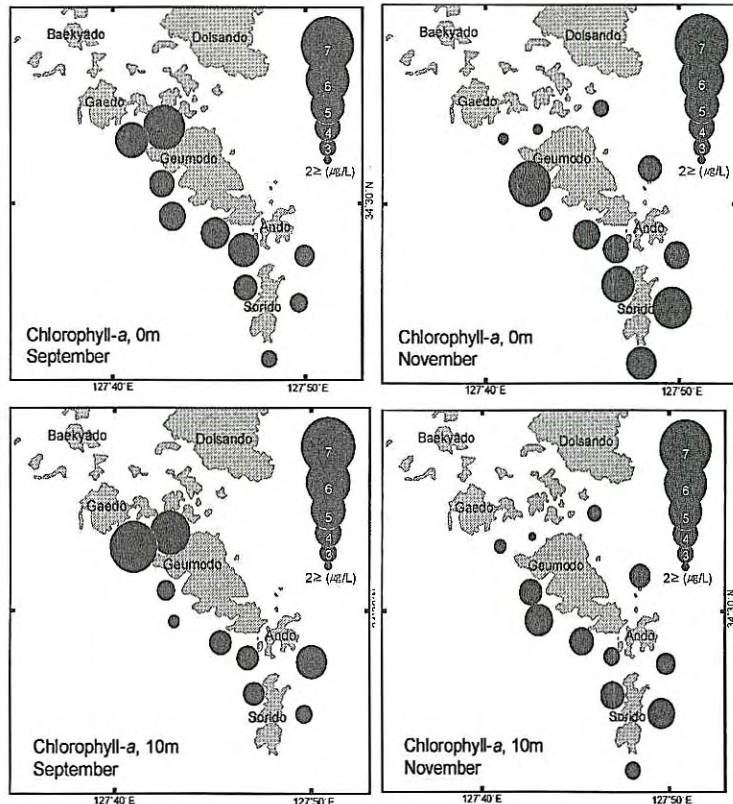 Baekyado
Dolsando
7
6
5
4
3
2≥ (㎍/L)
Gaedo
Geumodo
Ando
Sorido
34°30´N
Chlorophyll-a, 0m
September
127°40´E
127°50´E
Baekyado
Dolsando
7
6
5
4
3
2≥ (㎍/L)
Gaedo
Geumodo
Ando
Sorido
34°30´N
Chlorophyll-a, 0m
November
127°40´E
127°50´E
Baekyado
Dolsando
7
6
5
4
3
2≥ (㎍/L)
Gaedo
Geumodo
Ando
Sorido
Chlorophyll-a, 10m
September
127°40´E
127°50´E
Baekyado
Dolsando
7
6
5
4
3
2≥ (㎍/L)
Gaedo
Geumodo
Ando
Sorido
Chlorophyll-a, 10m
November
127°40´E
127°50´E